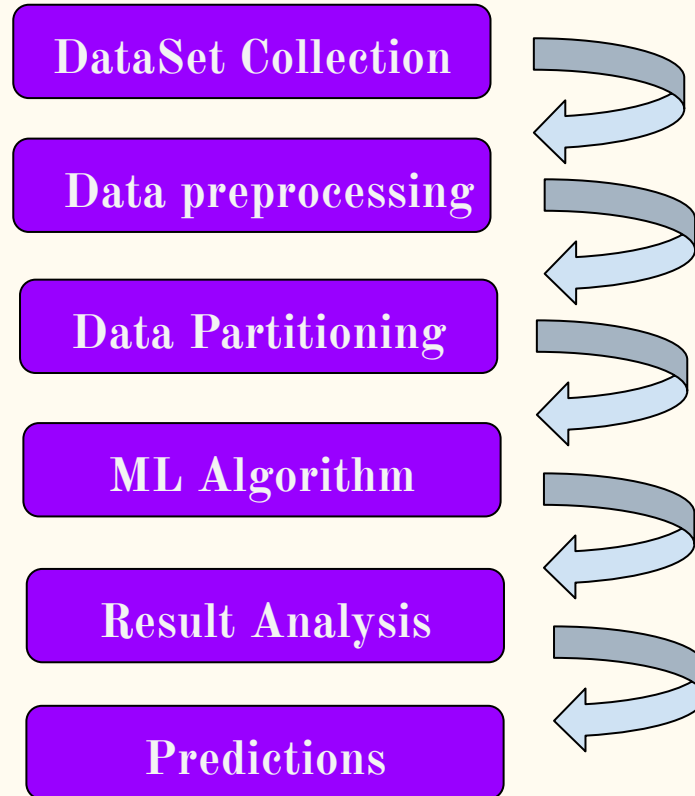 DataSet Collection
Data preprocessing
Data Partitioning
ML Algorithm
Result Analysis
Predictions